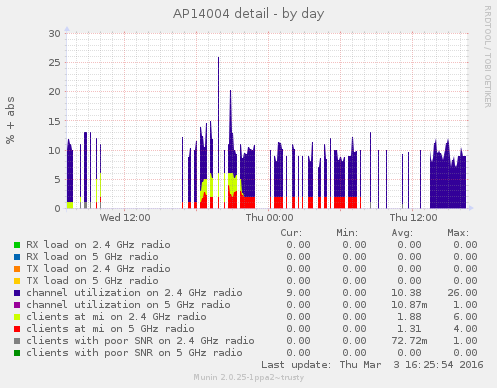 AP14004 detail - by day
RRDTOOL / TOBI OETIKER
% + abs
30
25
20
15
10
5
0
Wed 12:00 Thu 00:00 Thu 12:00
Cur: Min: Avg: Max:
RX load on 2.4 GHz radio 0.00 0.00 0.00 0.00
RX load on 5 GHz radio 0.00 0.00 0.00 0.00
TX load on 2.4 GHz radio 0.00 0.00 0.00 0.00
TX load on 5 GHz radio 0.00 0.00 0.00 0.00
channel utilization on 2.4 GHz radio 9.00 0.00 10.38 26.00
channel utilization on 5 GHz radio 0.00 0.00 10.87m 1.00
clients at mi on 2.4 GHz radio 0.00 0.00 1.88 6.00
clients at mi on 5 GHz radio 0.00 0.00 1.31 4.00
clients with poor SNR on 2.4 GHz radio 0.00 0.00 72.72m 1.00
clients with poor SNR on 5 GHz radio 0.00 0.00 0.00 0.00
Last update: Thu Mar 3 16:25:54 2016
Munin 2.0.25-1ppa2~trusty